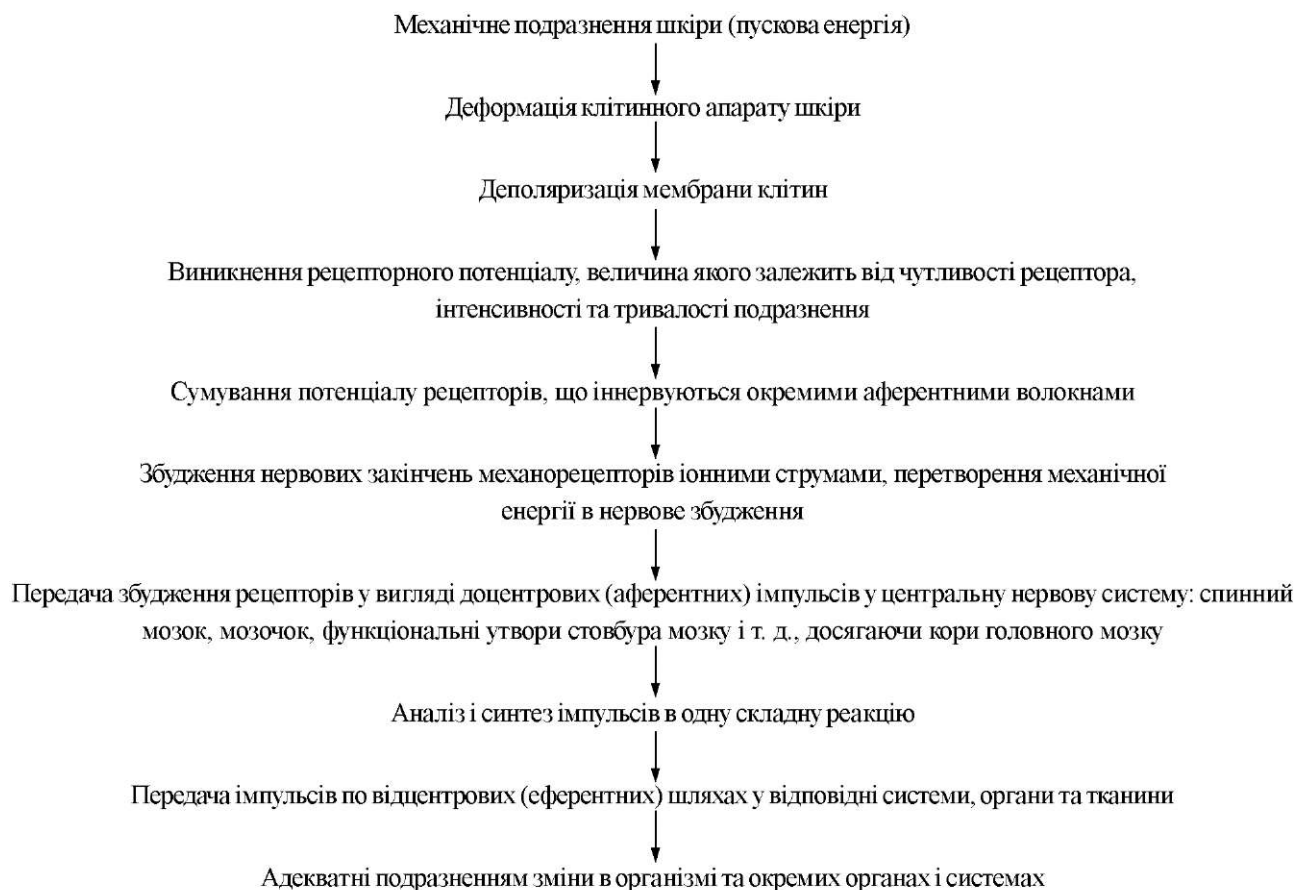 Механічне подразнення шкіри (пускова енергія)
Деформація клітинного апарату шкіри
Деполяризація мембрани клітин
Виникнення рецепторного потенціалу, величина якого залежить від чутливості рецептора,
інтенсивності та тривалості подразнення
Сумування потенціалу рецепторів, що іннервуються окремими аферентними волокнами
Збудження нервових закінчень механорецепторів іонними струмами, перетворення механічної
енергії в нервове збудження
Передача збудження рецепторів у вигляді доцентрових (аферентних) імпульсів у центральну нервову систему: спинний
мозок, мозочок, функціональні утвори стовбура мозку і т. д., досягаючи кори головного мозку
Аналіз і синтез імпульсів в одну складну реакцію
Передача імпульсів по відцентрових (еферентних) шляхах у відповідні системи, органи та тканини
Адекватні подразненням зміни в організмі та окремих органах і системах